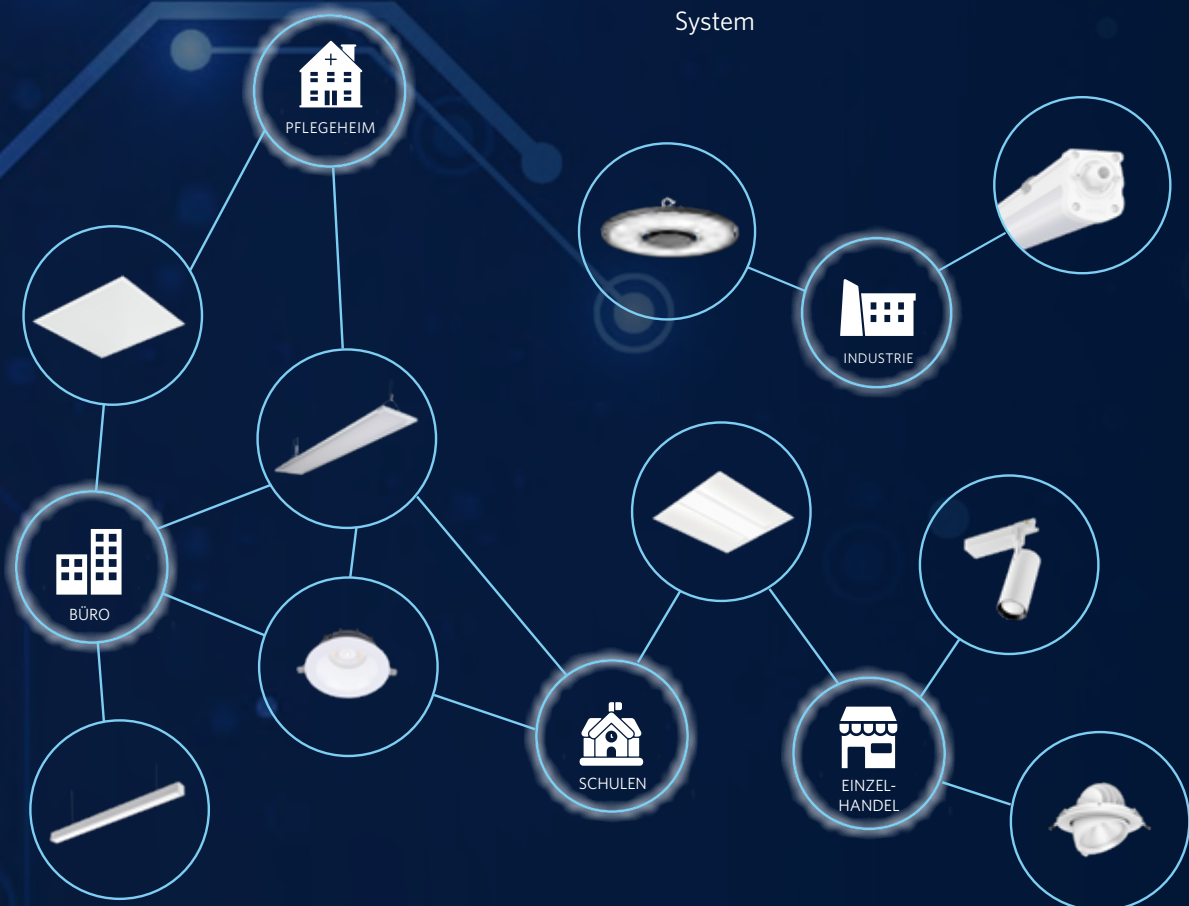 System
PFLEGEHEIM
INDUSTRIE
BÜRO
SCHULEN
EINZEL-
HANDEL